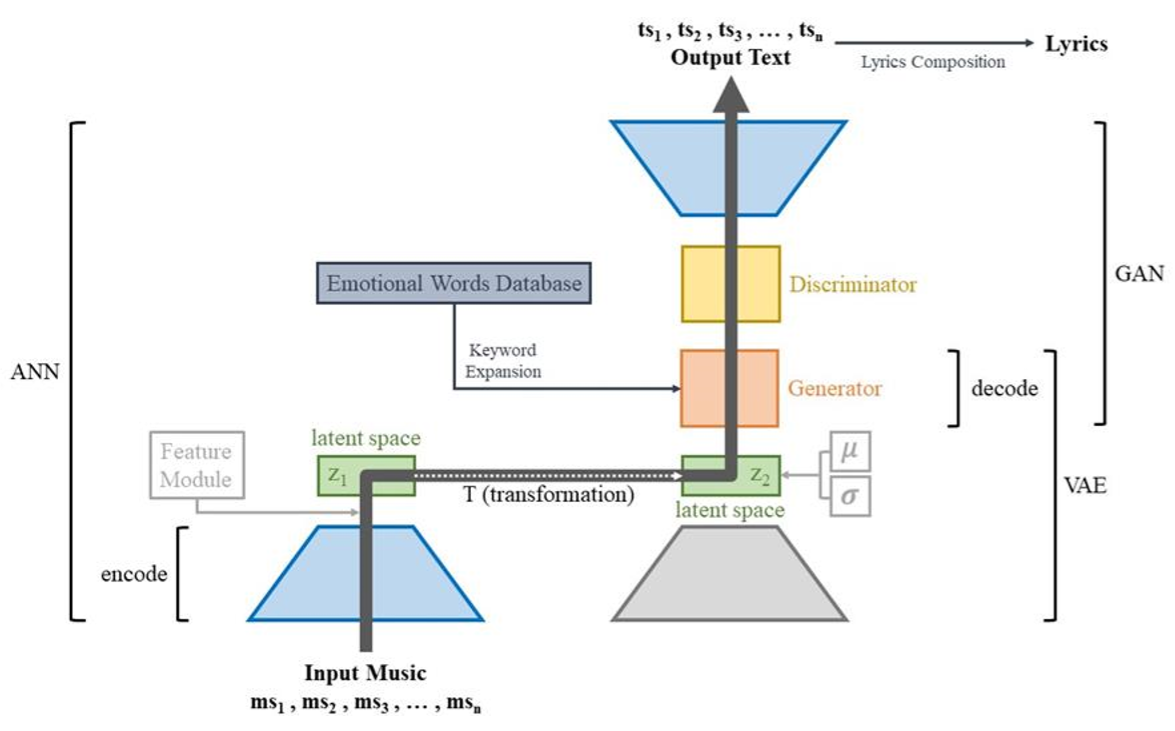 ts1 , ts2 , ts3 , … , tsn
Output Text
Lyrics Composition
Lyrics
GAN
Discriminator
Emotional Words Database
Keyword
Expansion
ANN
Generator
decode
latent space
Feature
Module
z1
T (transformation)
z2
latent space
μ
σ
VAE
encode
Input Music
ms1 , ms2 , ms3 , … , msn